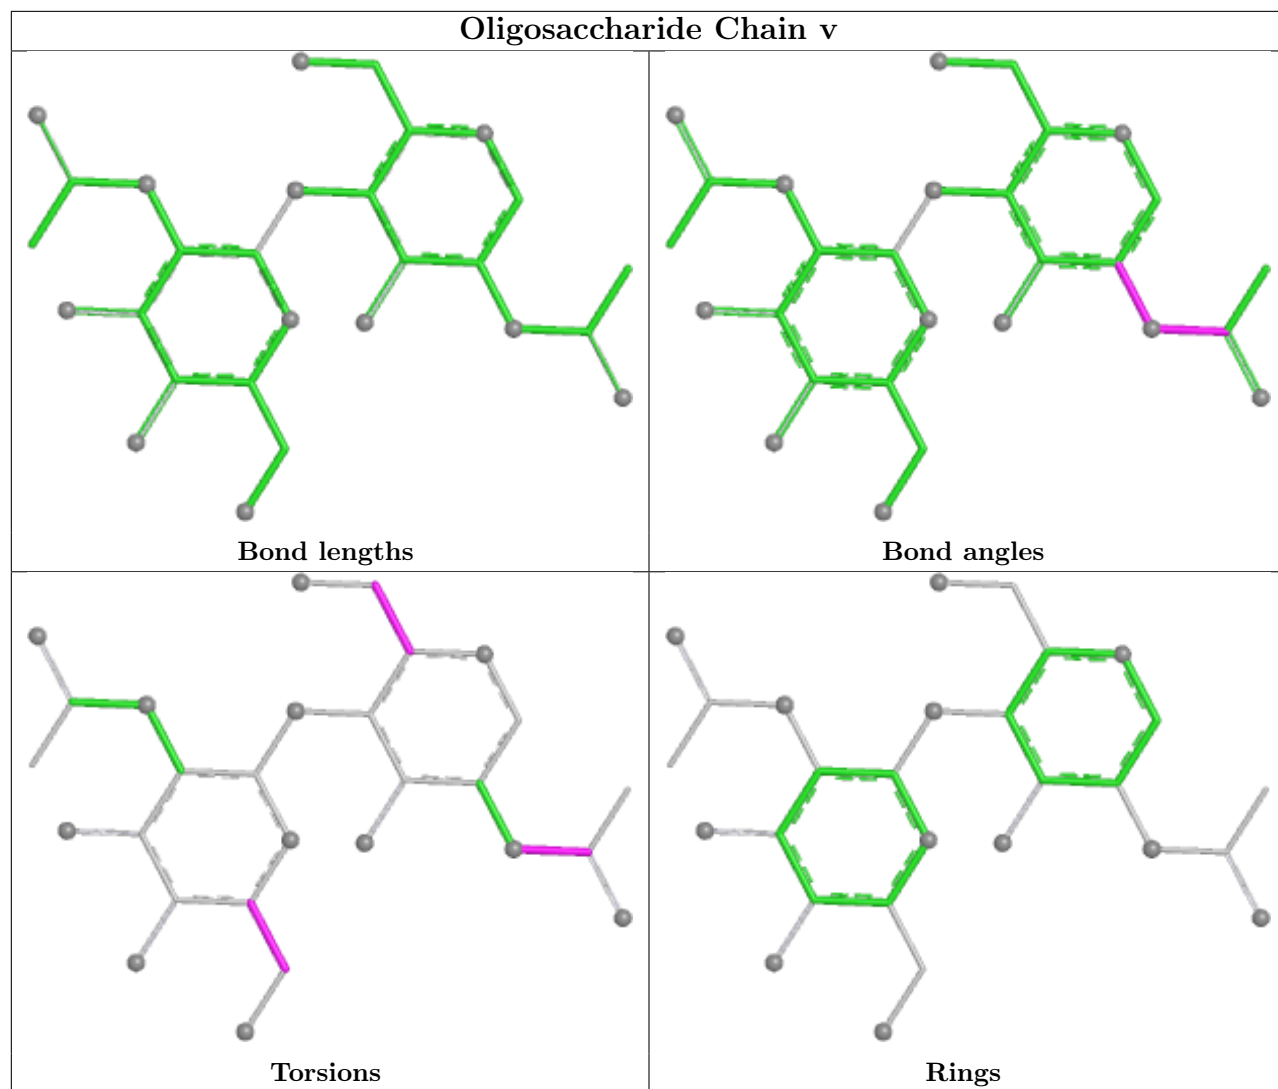 Oligosaccharide Chain v
Bond lengths
Bond angles
Torsions
Rings